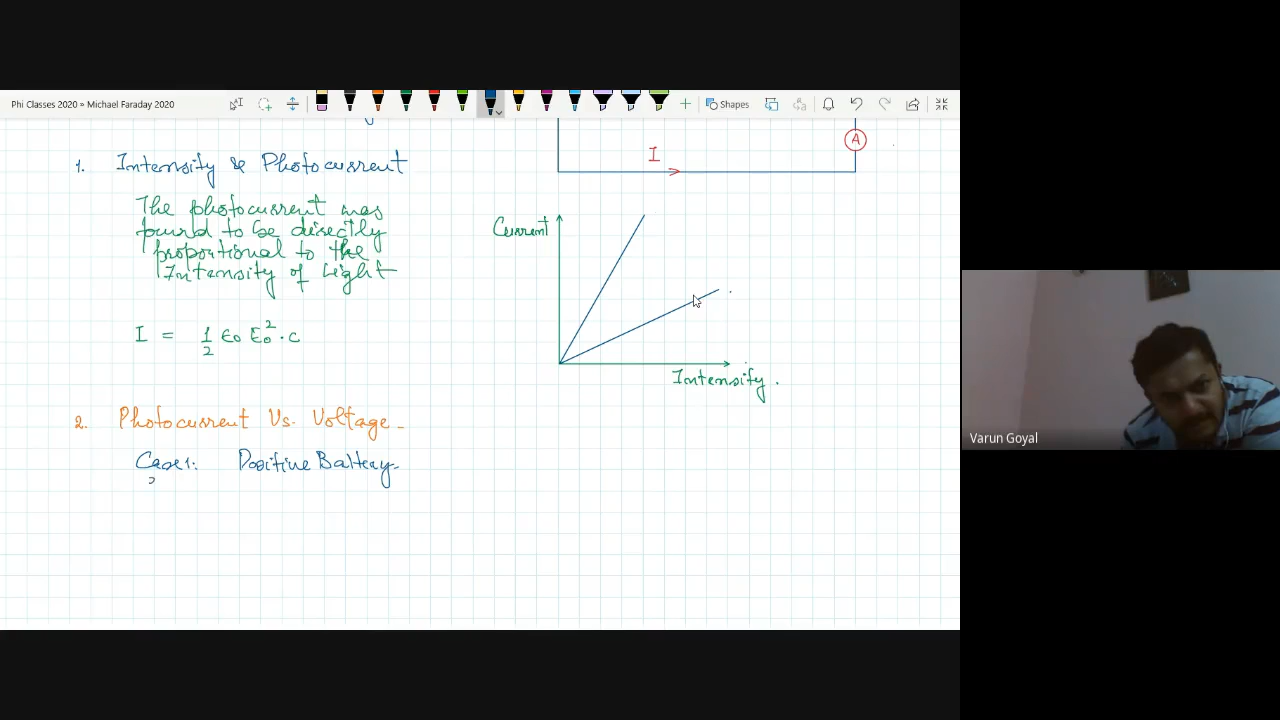 Phi Classes 2020 » Michael Faraday 2020
Shapes
A
I
1. Intensity & Photocurrent
The photocurrent was
found to be directly
proportional to the
Intensity of Light
Current
I = 1/2 ε0 E0² · c
Intensity .
2. Photocurrent Vs. Voltage -
Case 1: Positive Battery -
Varun Goyal